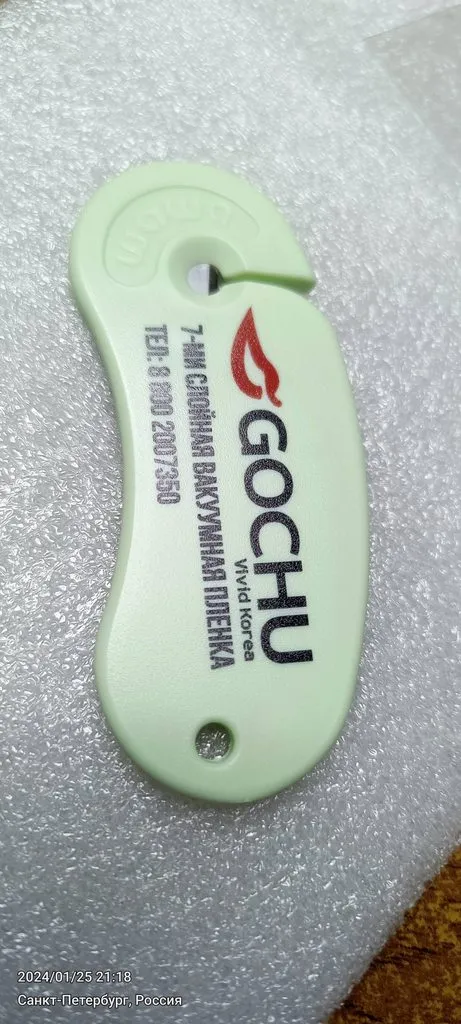 GOCHU
Vivid Korea
7-МИ СЛОЙНАЯ ВАКУУМНАЯ ПЛЕНКА
ТЕЛ: 8 800 2007350
2024/01/25 21:18
Санкт-Петербург, Россия